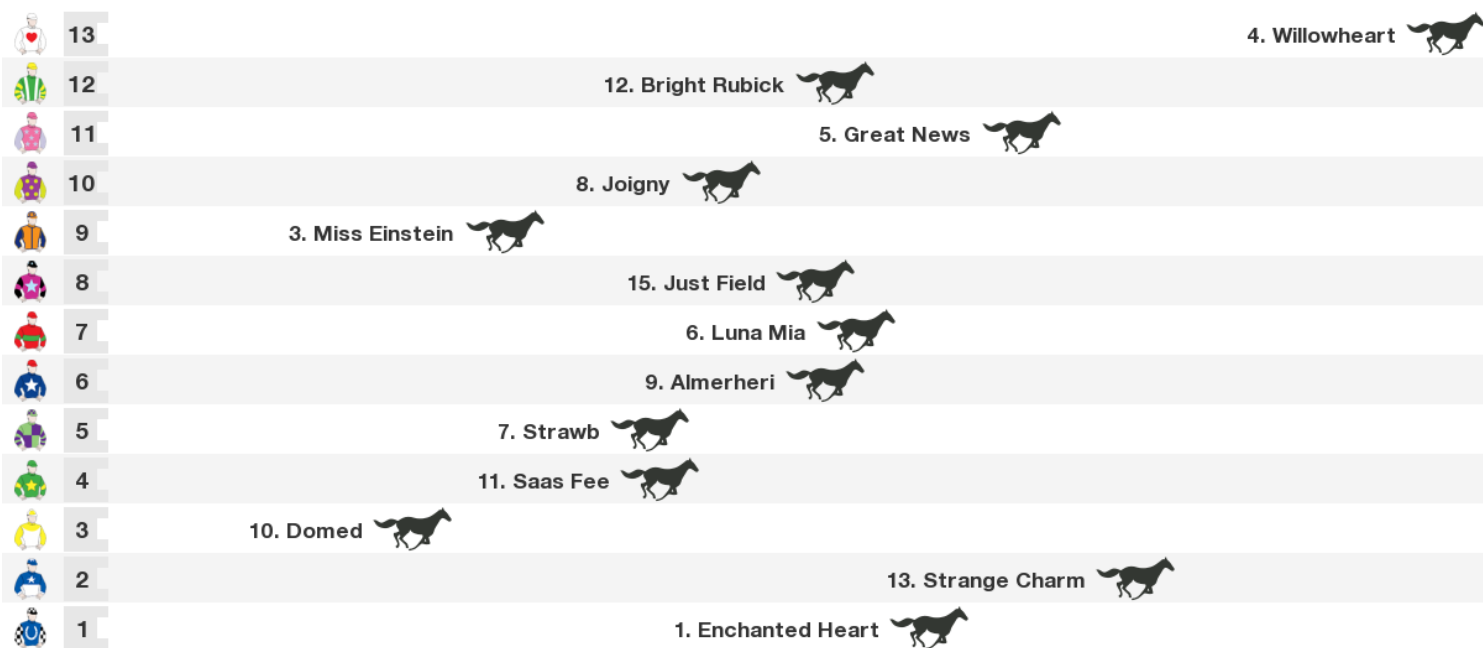 13 4. Willowheart
12 12. Bright Rubick
11 5. Great News
10 8. Joigny
9 3. Miss Einstein
8 15. Just Field
7 6. Luna Mia
6 9. Almerheri
5 7. Strawb
4 11. Saas Fee
3 10. Domed
2 13. Strange Charm
1 1. Enchanted Heart